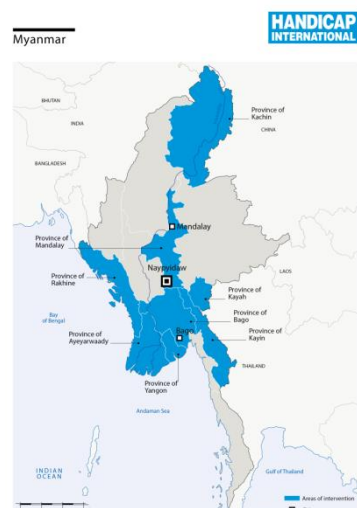 Myanmar
HANDICAP
INTERNATIONAL
BHUTAN
INDIA
Province of
Kachin
CHINA
BANGLADESH
Mandalay
Province of
Mandalay
Naypyidaw
Province of
Rakhine
LAOS
Province of
Kayah
Bay
of Bengal
Province of
Bago
Bago
Province of
Ayeyarwaady
Province of
Kayin
Province of
Yangon
THAILAND
Andaman Sea
INDIAN
OCEAN
Gulf of Thailand
Areas of intervention